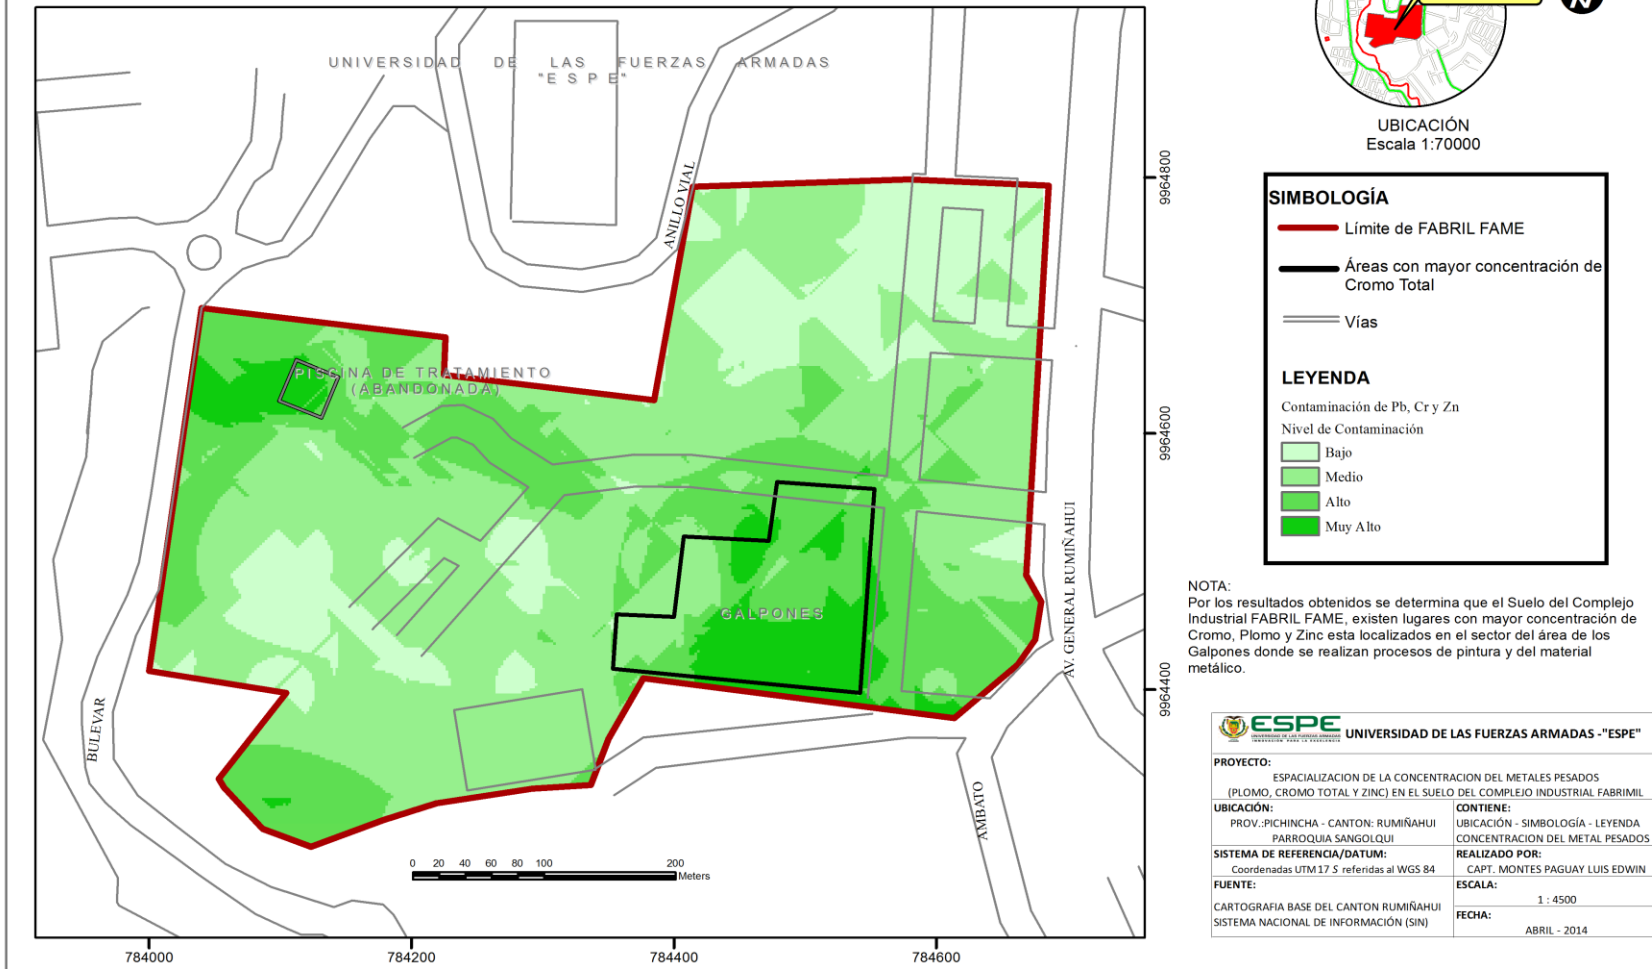 UNIVERSIDAD DE LAS FUERZAS ARMADAS
"E S P E"
ANILLO VIAL
PISCINA DE TRATAMIENTO
(ABANDONADA)
GALPONES
BULEVAR
AV. GENERAL RUMIÑAHUI
AMBATO
0 20 40 60 80 100 200
Meters
784000 784200 784400 784600
9964800
9964600
9964400
N
UBICACIÓN
Escala 1:70000
SIMBOLOGÍA
Límite de FABRIL FAME
Áreas con mayor concentración de
Cromo Total
Vías
LEYENDA
Contaminación de Pb, Cr y Zn
Nivel de Contaminación
Bajo
Medio
Alto
Muy Alto
NOTA:
Por los resultados obtenidos se determina que el Suelo del Complejo
Industrial FABRIL FAME, existen lugares con mayor concentración de
Cromo, Plomo y Zinc esta localizados en el sector del área de los
Galpones donde se realizan procesos de pintura y del material
metálico.
ESPE UNIVERSIDAD DE LAS FUERZAS ARMADAS -"ESPE"
PROYECTO:
ESPACIALIZACION DE LA CONCENTRACION DEL METALES PESADOS
(PLOMO, CROMO TOTAL Y ZINC) EN EL SUELO DEL COMPLEJO INDUSTRIAL FABRIMIL
UBICACIÓN:
PROV.:PICHINCHA - CANTON: RUMIÑAHUI
PARROQUIA SANGOLQUI
CONTIENE:
UBICACIÓN - SIMBOLOGÍA - LEYENDA
CONCENTRACION DEL METAL PESADOS
SISTEMA DE REFERENCIA/DATUM:
Coordenadas UTM 17 S referidas al WGS 84
REALIZADO POR:
CAPT. MONTES PAGUAY LUIS EDWIN
FUENTE:
CARTOGRAFIA BASE DEL CANTON RUMIÑAHUI
SISTEMA NACIONAL DE INFORMACIÓN (SIN)
ESCALA:
1 : 4500
FECHA:
ABRIL - 2014